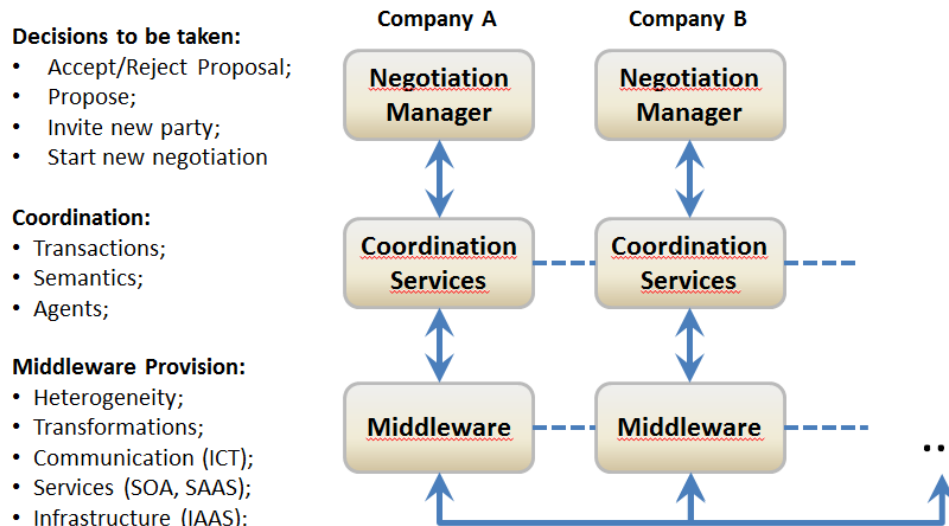 Company A
Company B
Decisions to be taken:
• Accept/Reject Proposal;
• Propose;
• Invite new party;
• Start new negotiation
Negotiation
Manager
Negotiation
Manager
Coordination:
• Transactions;
• Semantics;
• Agents;
Coordination
Services
Coordination
Services
Middleware Provision:
• Heterogeneity;
• Transformations;
• Communication (ICT);
• Services (SOA, SAAS);
• Infrastructure (IAAS);
Middleware
Middleware
..